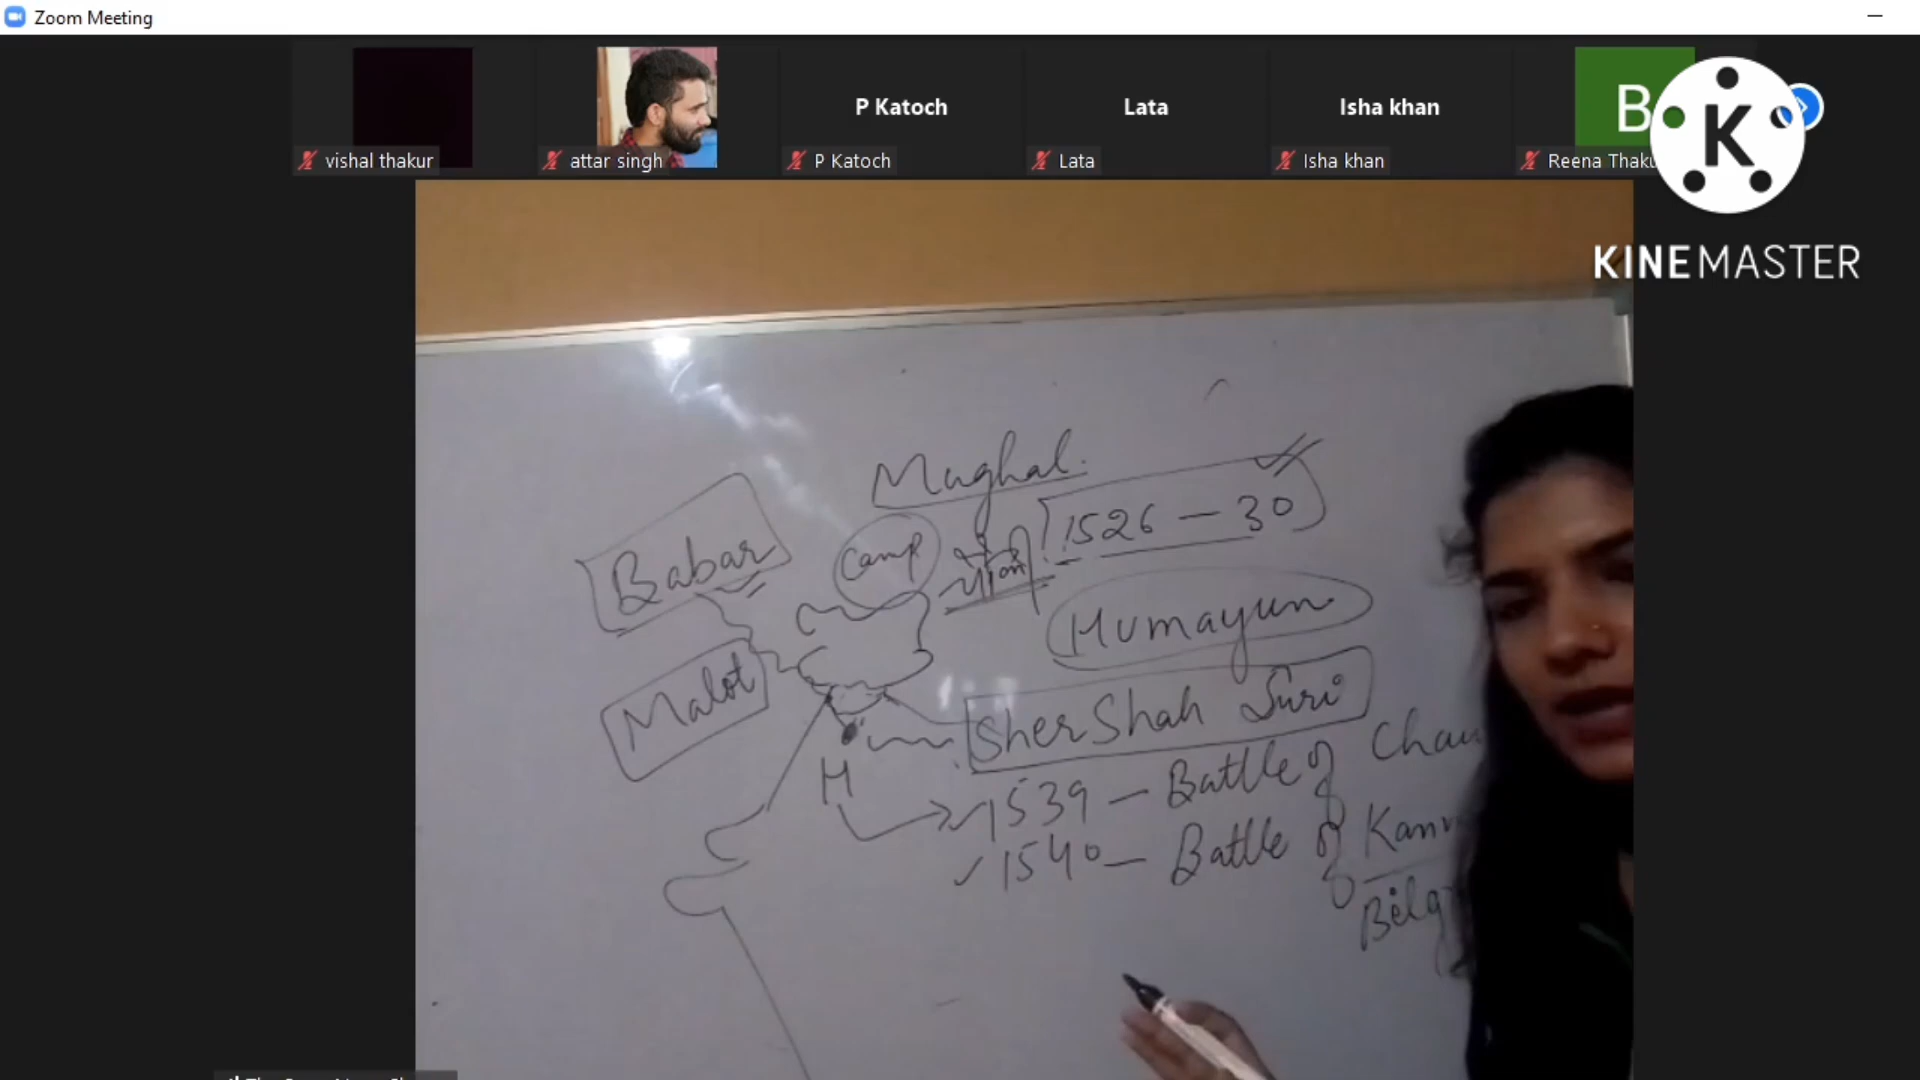 Zoom Meeting
P Katoch
Lata
Isha khan
B
vishal thakur
attar singh
P Katoch
Lata
Isha khan
Reena Thaku
K
KINEMASTER
Mughal.
1526 - 30
Babar
Camp
Humayun
Malot
Sher Shah Suri
H
1539 - Battle of Chau
1540 - Battle of Kann
Bilg